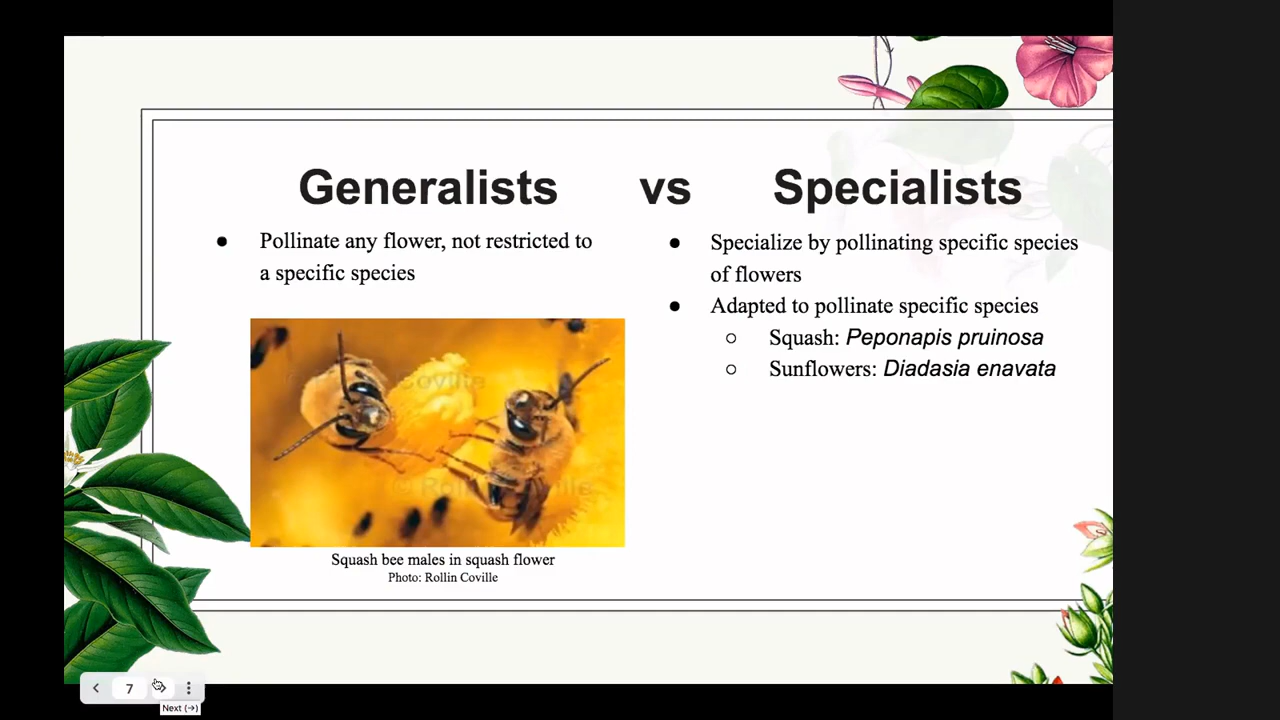 Generalists vs Specialists
● Pollinate any flower, not restricted to
a specific species
● Specialize by pollinating specific species
of flowers
● Adapted to pollinate specific species
○ Squash: Peponapis pruinosa
○ Sunflowers: Diadasia enavata
Squash bee males in squash flower
Photo: Rollin Coville
7
Next (→)